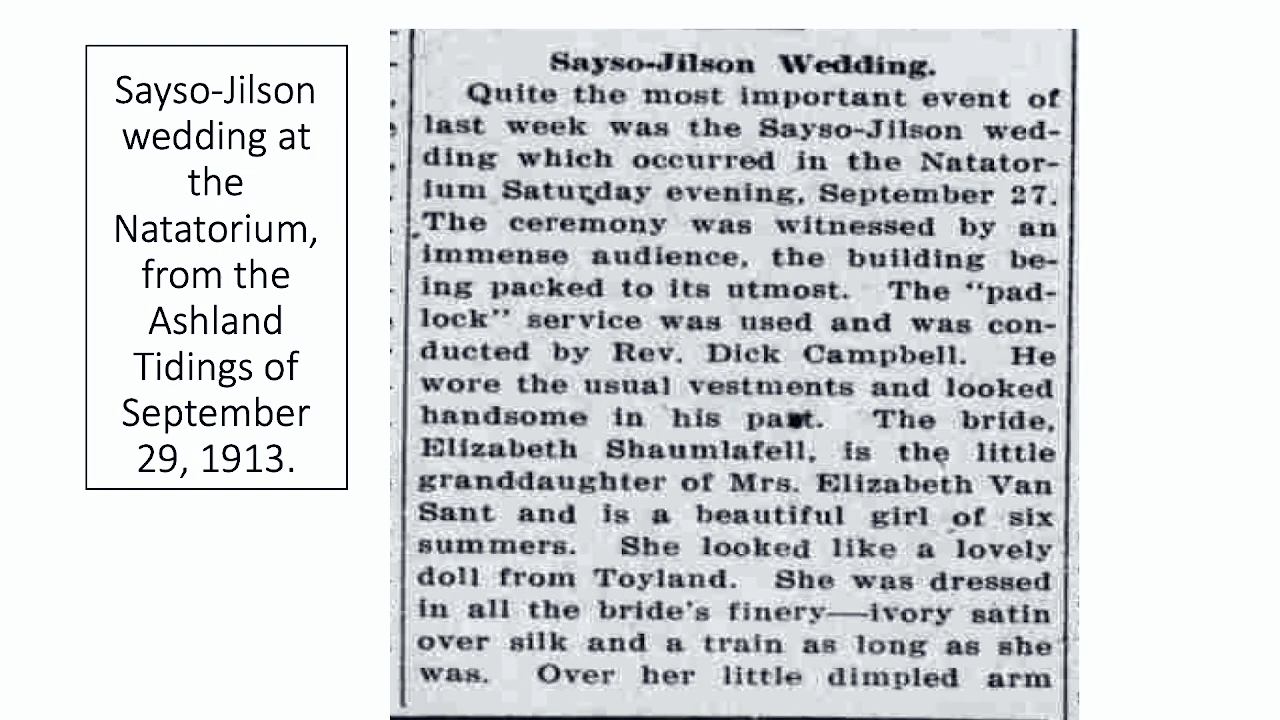 Sayso-Jilson
wedding at
the
Natatorium,
from the
Ashland
Tidings of
September
29, 1913.
Sayso-Jilson Wedding.
Quite the most important event of
last week was the Sayso-Jilson wed-
ding which occurred in the Natator-
ium Saturday evening, September 27.
The ceremony was witnessed by an
immense audience, the building be-
ing packed to its utmost. The "pad-
lock" service was used and was con-
ducted by Rev. Dick Campbell. He
wore the usual vestments and looked
handsome in his part. The bride,
Elizabeth Shaumlafell, is the little
granddaughter of Mrs. Elizabeth Van
Sant and is a beautiful girl of six
summers. She looked like a lovely
doll from Toyland. She was dressed
in all the bride's finery—ivory satin
over silk and a train as long as she
was. Over her little dimpled arm